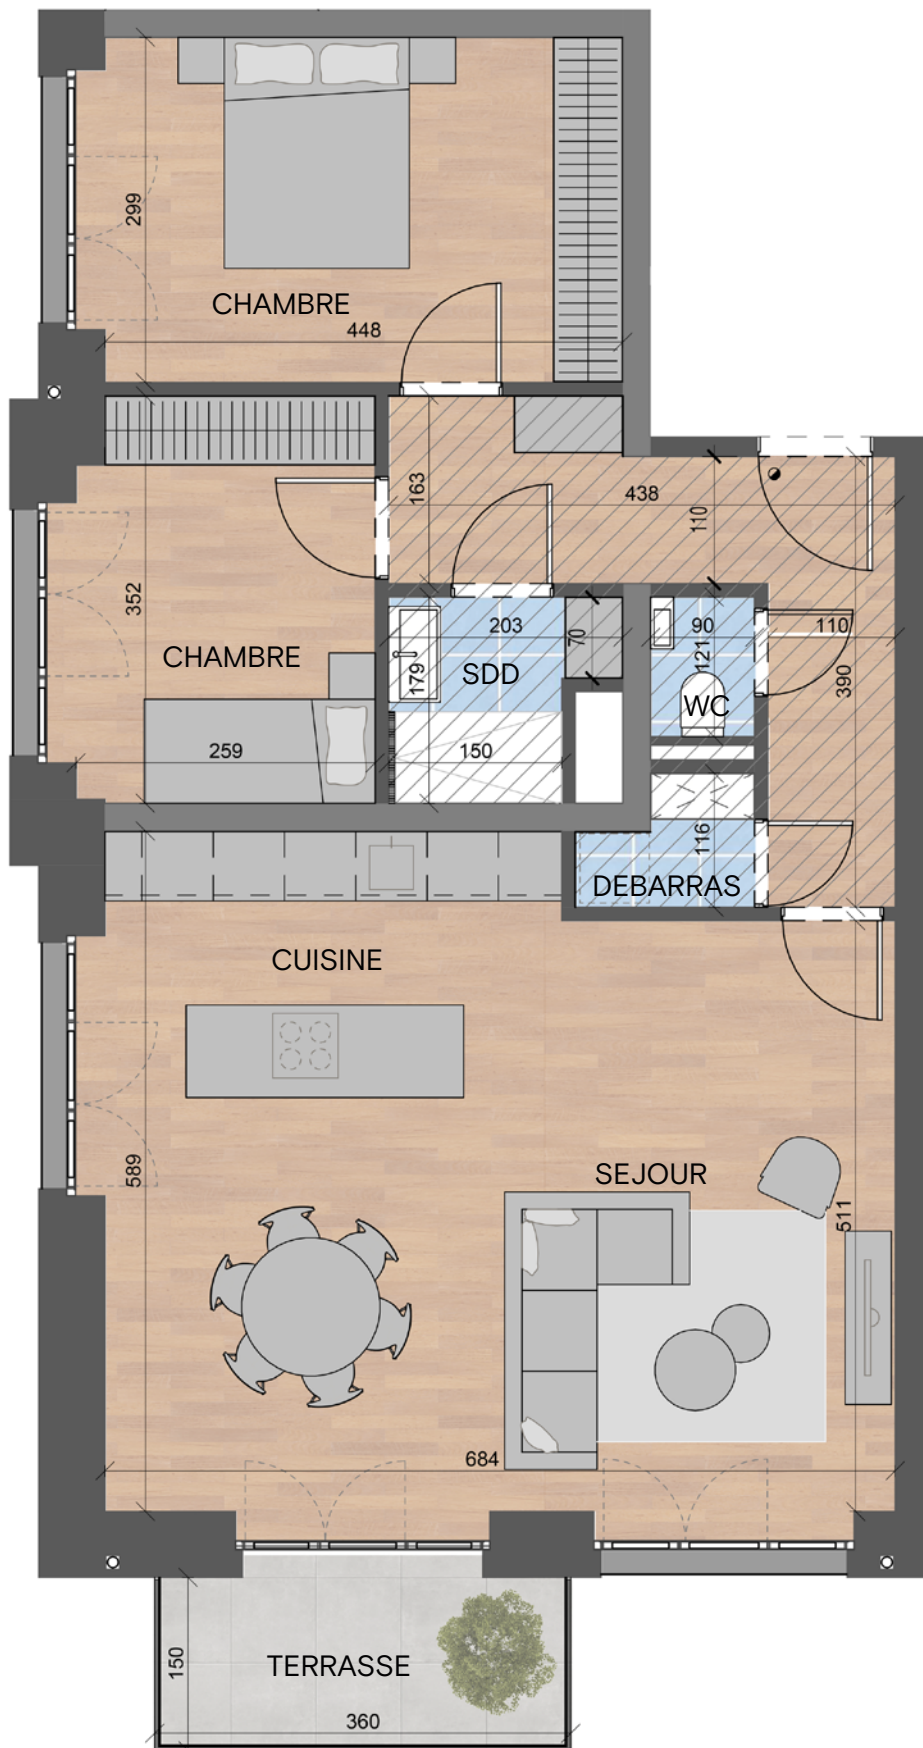 299
CHAMBRE
448
163
438
110
352
CHAMBRE
203
70
179
SDD
90
121
110
390
WC
259
150
116
DEBARRAS
CUISINE
589
SEJOUR
511
684
150
TERRASSE
360